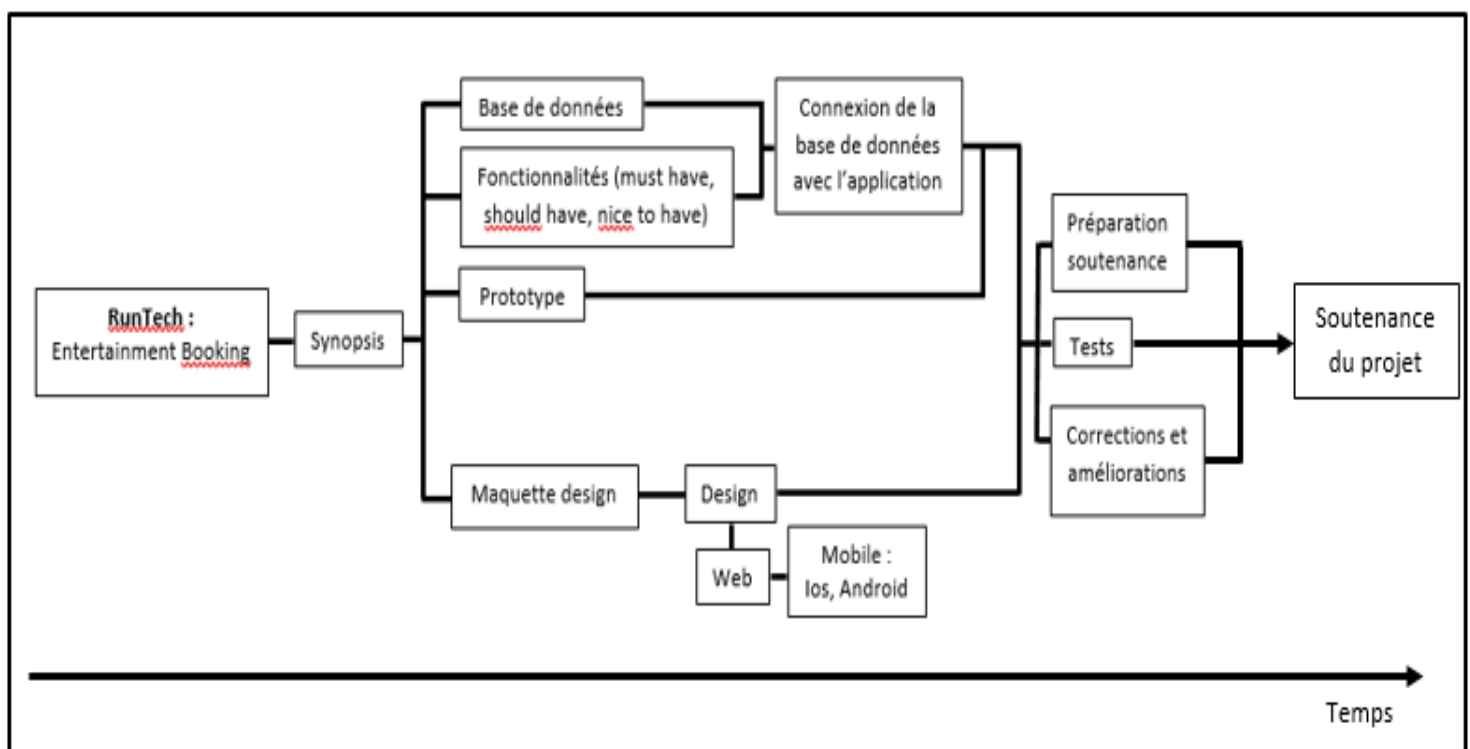 RunTech :
Entertainment Booking
Synopsis
Base de données
Fonctionnalités (must have,
should have, nice to have)
Prototype
Maquette design
Connexion de la
base de données
avec l’application
Design
Web
Mobile :
Ios, Android
Préparation
soutenance
Tests
Corrections et
améliorations
Soutenance
du projet
Temps